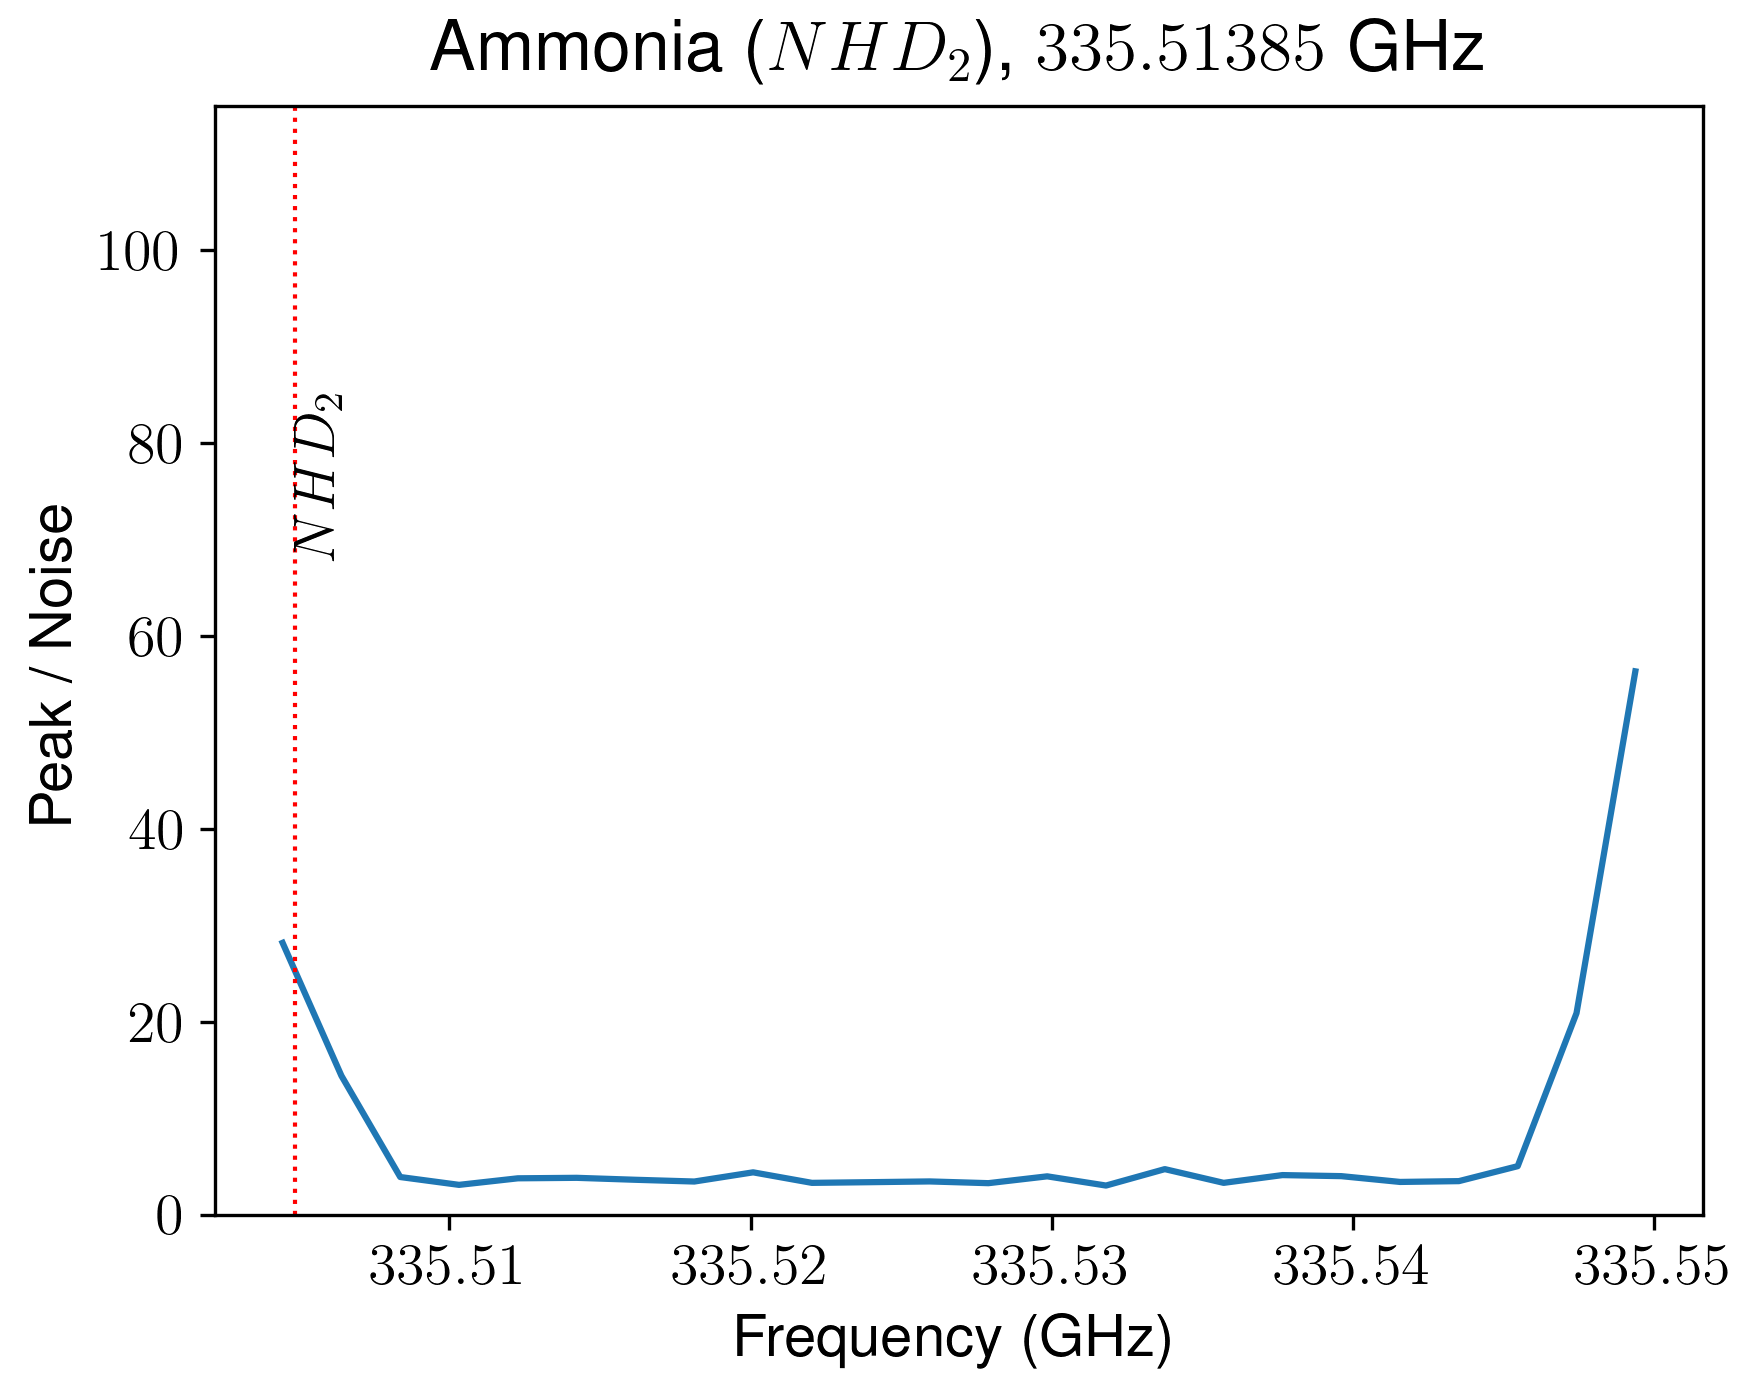 Ammonia (NHD₂), 335.51385 GHz
Peak / Noise
100
80
60
40
20
0
NHD₂
335.51 335.52 335.53 335.54 335.55
Frequency (GHz)